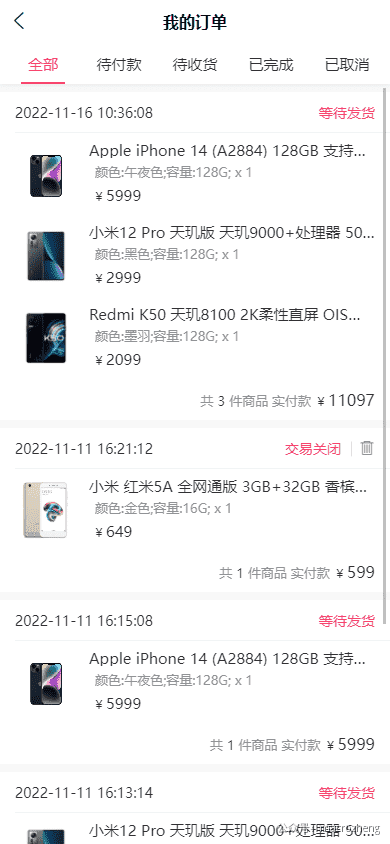 我的订单
全部 待付款 待收货 已完成 已取消
2022-11-16 10:36:08 等待发货
Apple iPhone 14 (A2884) 128GB 支持...
颜色:午夜色;容量:128G; x 1
¥ 5999
小米12 Pro 天玑版 天玑9000+处理器 50...
颜色:黑色;容量:128G; x 1
¥ 2999
Redmi K50 天玑8100 2K柔性直屏 OIS...
颜色:墨羽;容量:128G; x 1
¥ 2099
共 3 件商品 实付款 ¥ 11097
2022-11-11 16:21:12 交易关闭
小米 红米5A 全网通版 3GB+32GB 香槟...
颜色:金色;容量:16G; x 1
¥ 649
共 1 件商品 实付款 ¥ 599
2022-11-11 16:15:08 等待发货
Apple iPhone 14 (A2884) 128GB 支持...
颜色:午夜色;容量:128G; x 1
¥ 5999
共 1 件商品 实付款 ¥ 5999
2022-11-11 16:13:14 等待发货
小米12 Pro 天玑版 天玑9000+处理器 50...